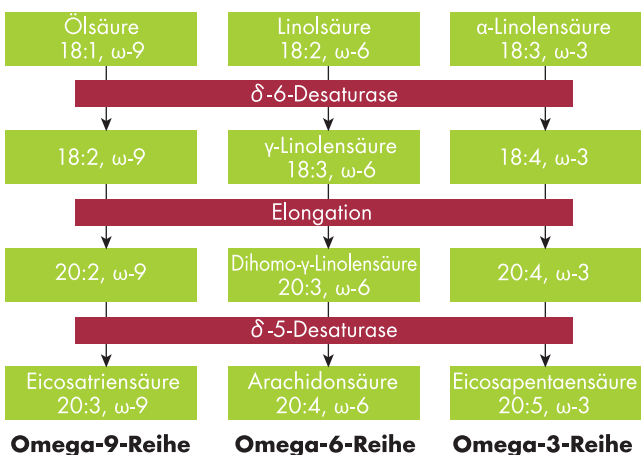 Ölsäure
18:1, ω-9
Linolsäure
18:2, ω-6
α-Linolensäure
18:3, ω-3
δ-6-Desaturase
18:2, ω-9
γ-Linolensäure
18:3, ω-6
18:4, ω-3
Elongation
20:2, ω-9
Dihomo-γ-Linolensäure
20:3, ω-6
20:4, ω-3
δ-5-Desaturase
Eicosatriensäure
20:3, ω-9
Arachidonsäure
20:4, ω-6
Eicosapentaensäure
20:5, ω-3
Omega-9-Reihe
Omega-6-Reihe
Omega-3-Reihe